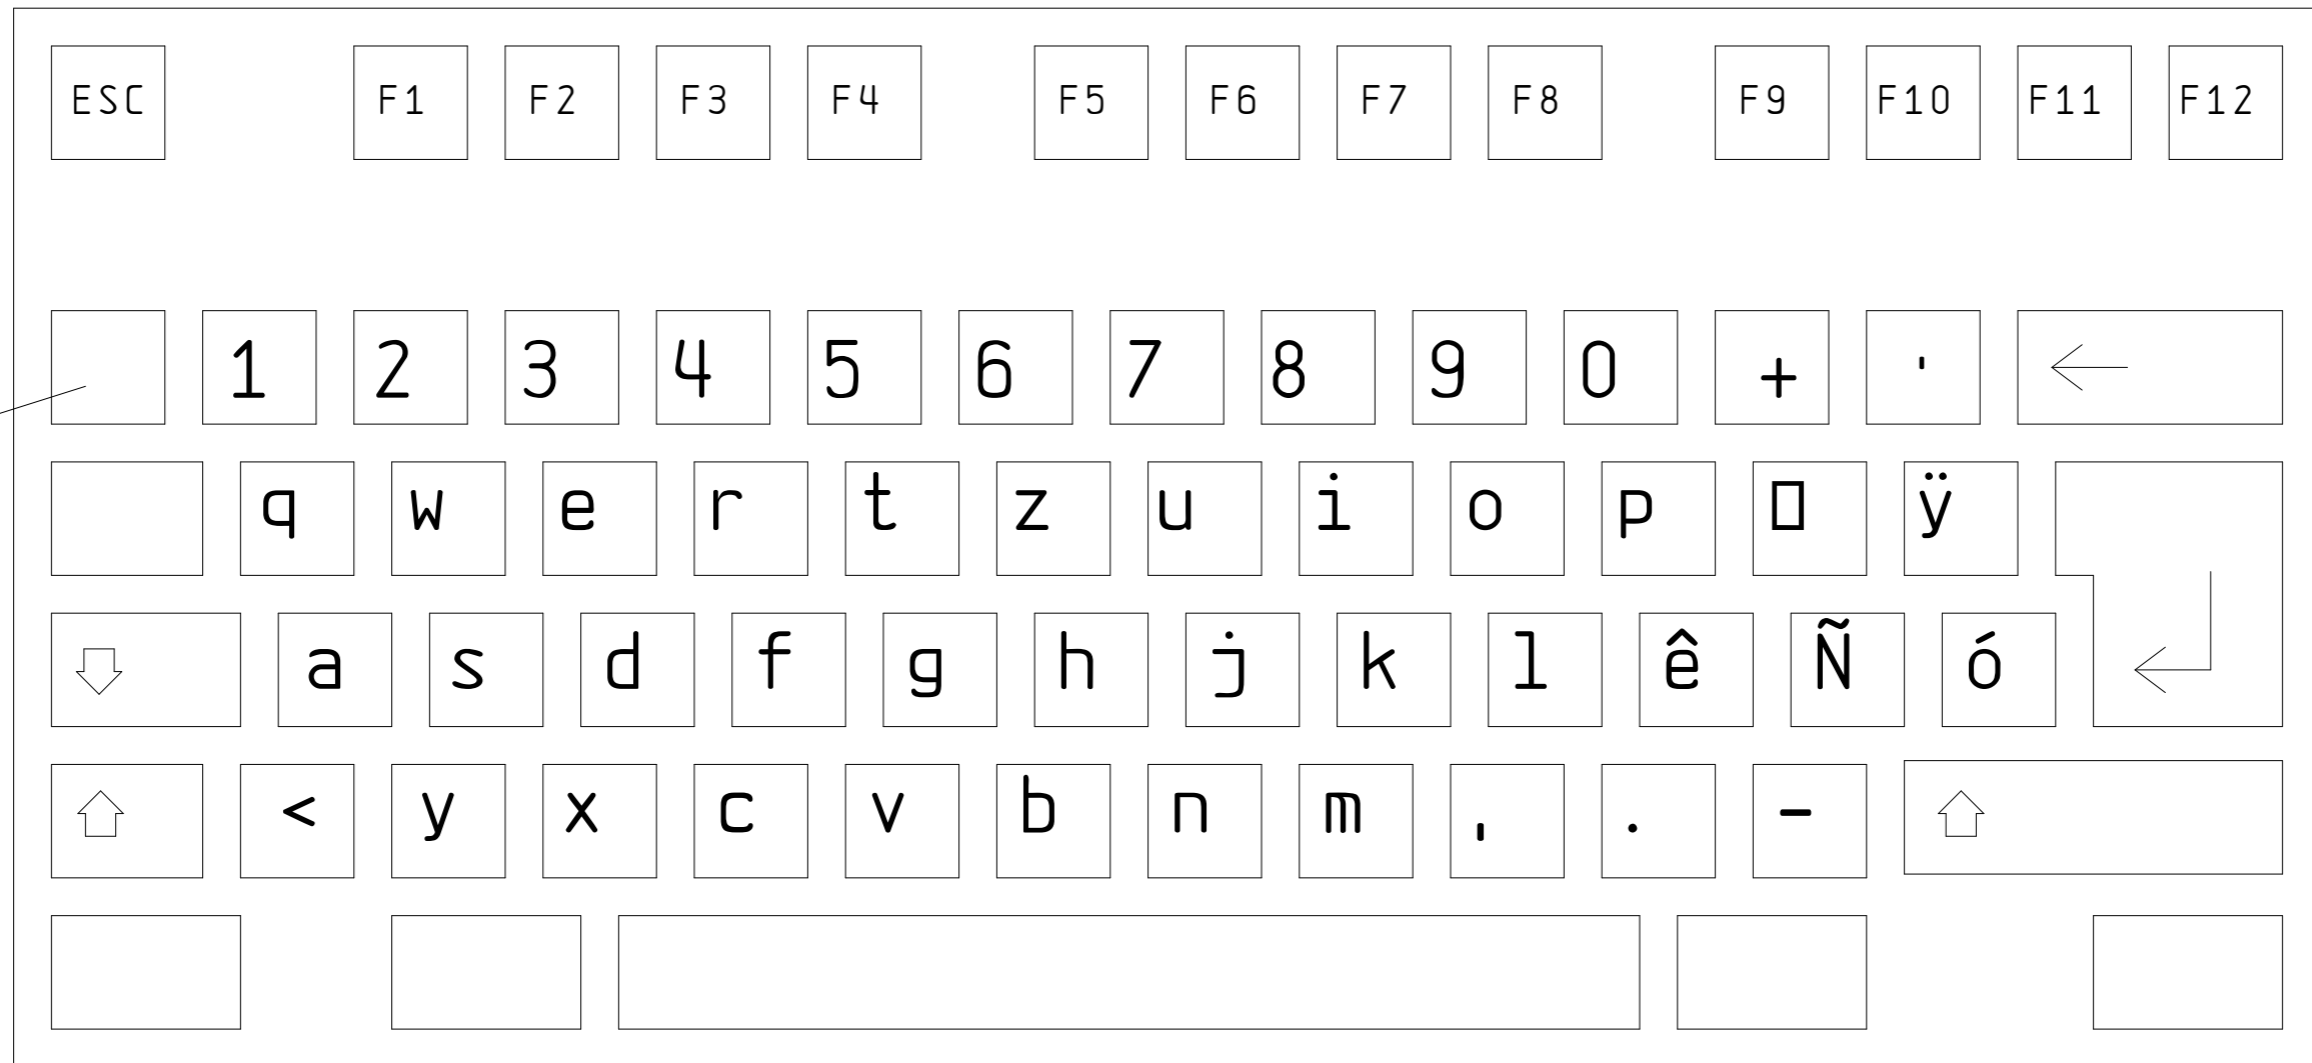 ESC F1 F2 F3 F4 F5 F6 F7 F8 F9 F10 F11 F12
1 2 3 4 5 6 7 8 9 0 + '
q w e r t z u i o p ÿ
a s d f g h j k l ê Ñ ó
< y x c v b n m , . -